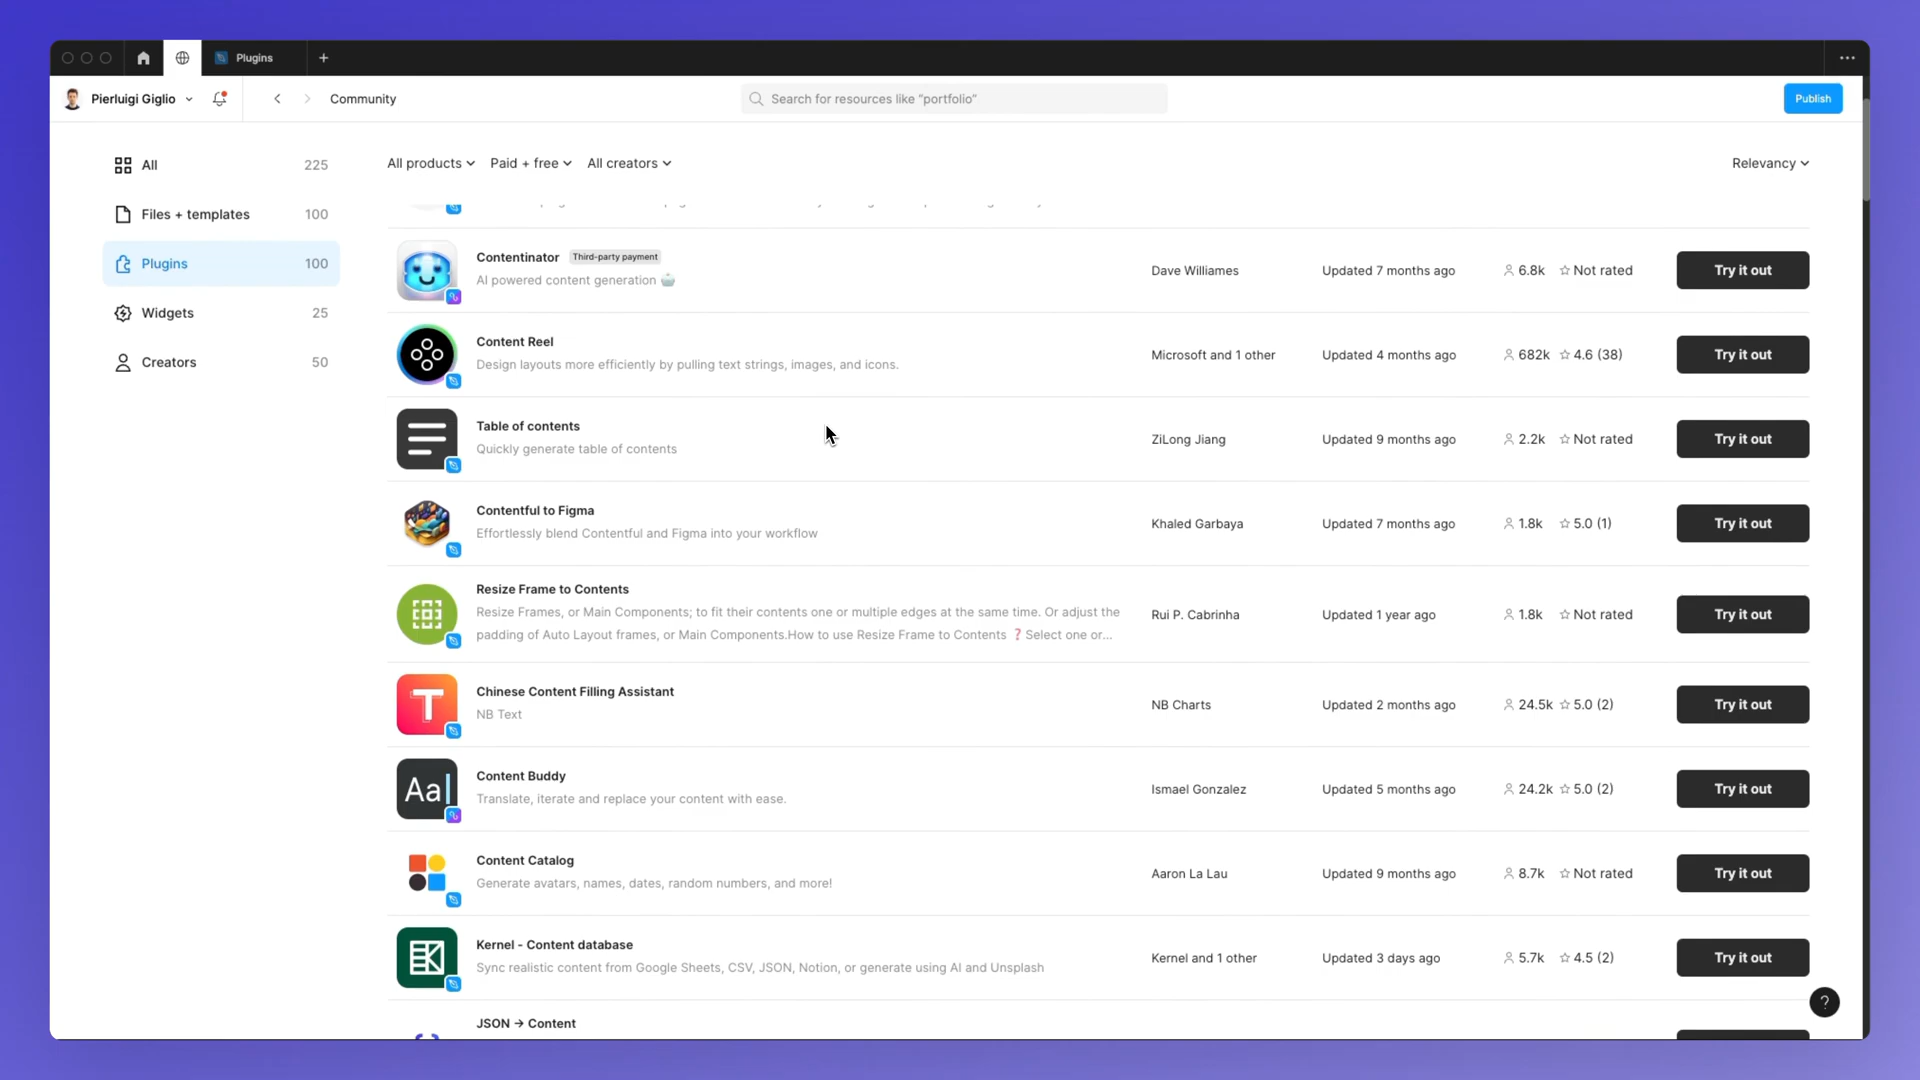 Plugins
Pierluigi Giglio
Community
Search for resources like "portfolio"
Publish
All 225
Files + templates 100
Plugins 100
Widgets 25
Creators 50
All products
Paid + free
All creators
Relevancy
Contentinator Third-party payment
AI powered content generation
Dave Williames
Updated 7 months ago
6.8k Not rated
Try it out
Content Reel
Design layouts more efficiently by pulling text strings, images, and icons.
Microsoft and 1 other
Updated 4 months ago
682k 4.6 (38)
Try it out
Table of contents
Quickly generate table of contents
ZiLong Jiang
Updated 9 months ago
2.2k Not rated
Try it out
Contentful to Figma
Effortlessly blend Contentful and Figma into your workflow
Khaled Garbaya
Updated 7 months ago
1.8k 5.0 (1)
Try it out
Resize Frame to Contents
Resize Frames, or Main Components; to fit their contents one or multiple edges at the same time. Or adjust the
padding of Auto Layout frames, or Main Components.How to use Resize Frame to Contents ❓Select one or...
Rui P. Cabrinha
Updated 1 year ago
1.8k Not rated
Try it out
T
Chinese Content Filling Assistant
NB Text
NB Charts
Updated 2 months ago
24.5k 5.0 (2)
Try it out
Aa
Content Buddy
Translate, iterate and replace your content with ease.
Ismael Gonzalez
Updated 5 months ago
24.2k 5.0 (2)
Try it out
Content Catalog
Generate avatars, names, dates, random numbers, and more!
Aaron La Lau
Updated 9 months ago
8.7k Not rated
Try it out
Kernel - Content database
Sync realistic content from Google Sheets, CSV, JSON, Notion, or generate using AI and Unsplash
Kernel and 1 other
Updated 3 days ago
5.7k 4.5 (2)
Try it out
?
JSON → Content